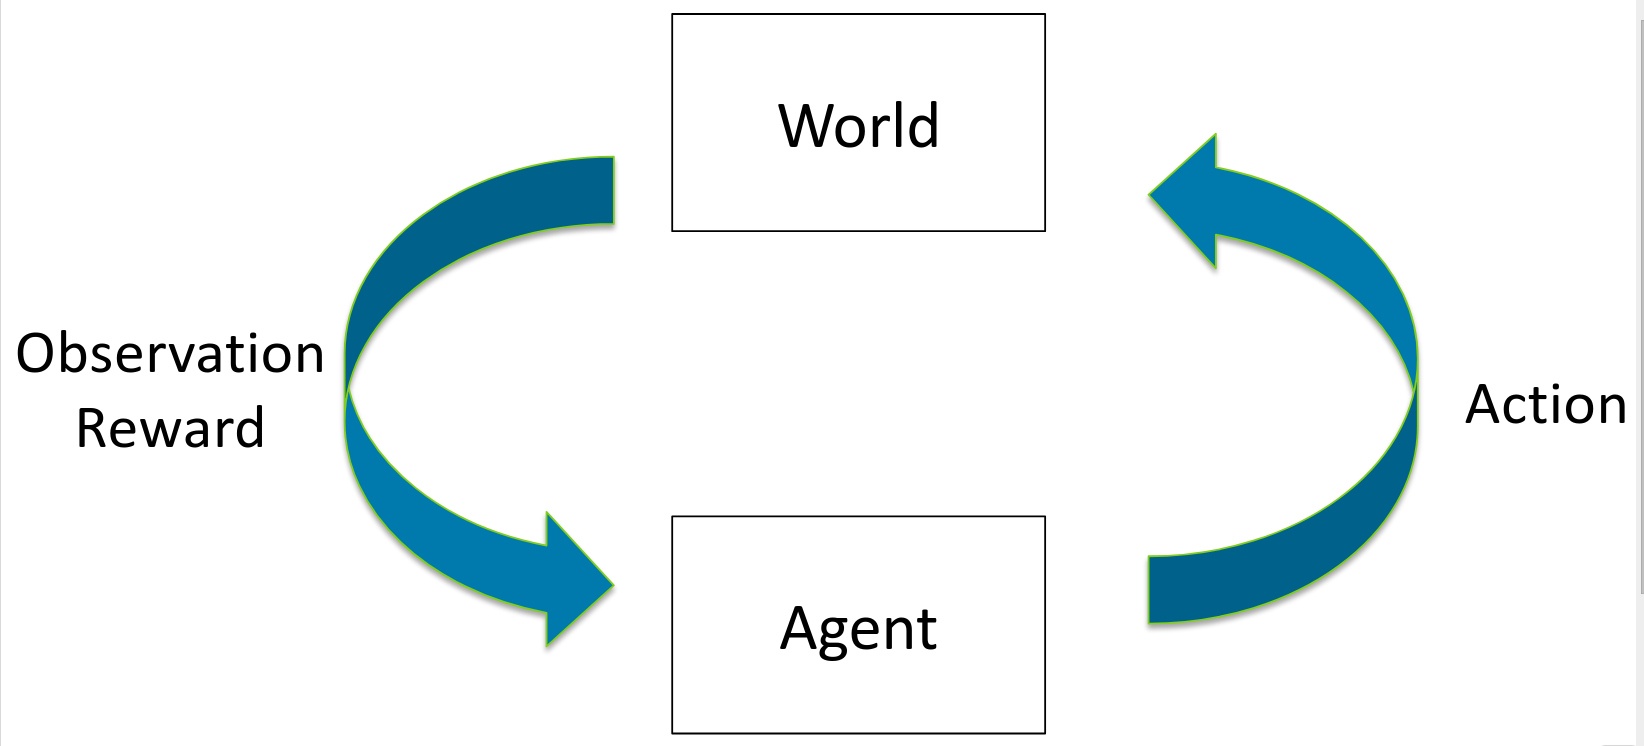 World
Observation
Reward
Action
Agent